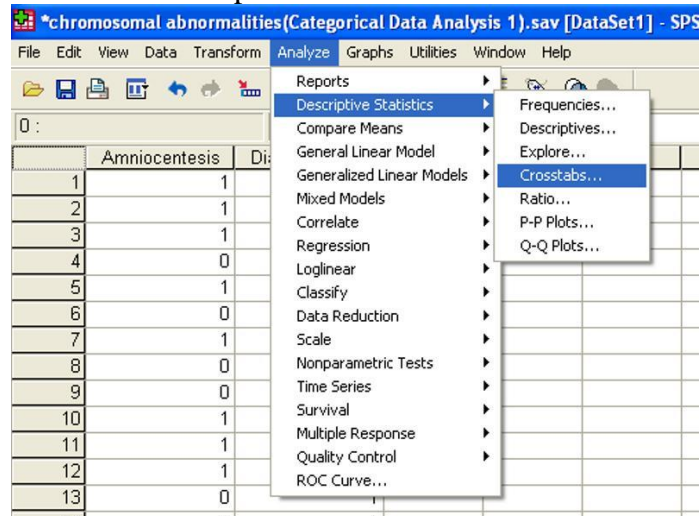 *chromosomal abnormalities(Categorical Data Analysis 1).sav [DataSet1] - SPS
File Edit View Data Transform Analyze Graphs Utilities Window Help
0 :
Reports
Descriptive Statistics
Compare Means
General Linear Model
Generalized Linear Models
Mixed Models
Correlate
Regression
Loglinear
Classify
Data Reduction
Scale
Nonparametric Tests
Time Series
Survival
Multiple Response
Quality Control
ROC Curve...
Frequencies...
Descriptives...
Explore...
Crosstabs...
Ratio...
P-P Plots...
Q-Q Plots...
Amniocentesis Di
1 1
2 1
3 1
4 0
5 1
6 0
7 1
8 0
9 0
10 1
11 1
12 1
13 0